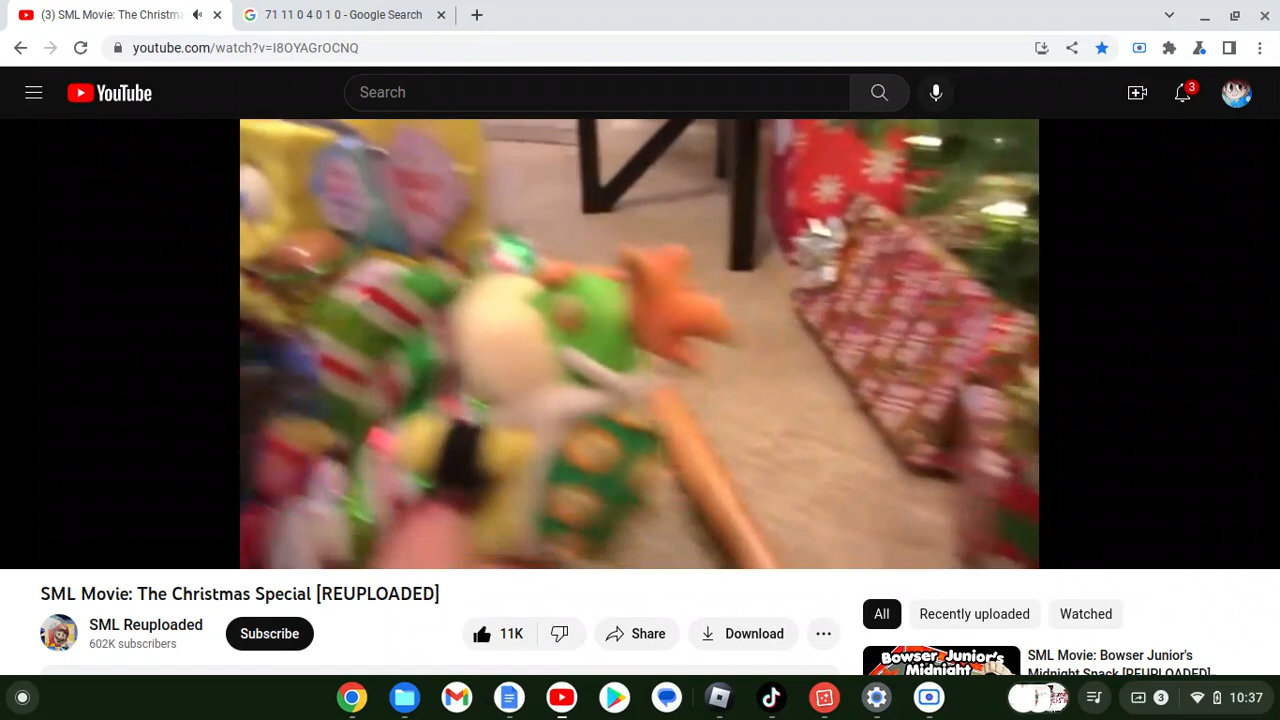 (3) SML Movie: The Christm
71 11 0 4 0 1 0 - Google Search
youtube.com/watch?v=I8OYAGrOCNQ
YouTube
Search
3
SML Movie: The Christmas Special [REUPLOADED]
SML Reuploaded
602K subscribers
Subscribe
11K
Share
Download
All
Recently uploaded
Watched
Bowser Junior's
Midnight
SML Movie: Bowser Junior's
Midnight Snack [REUPLOADED]
3
10:37